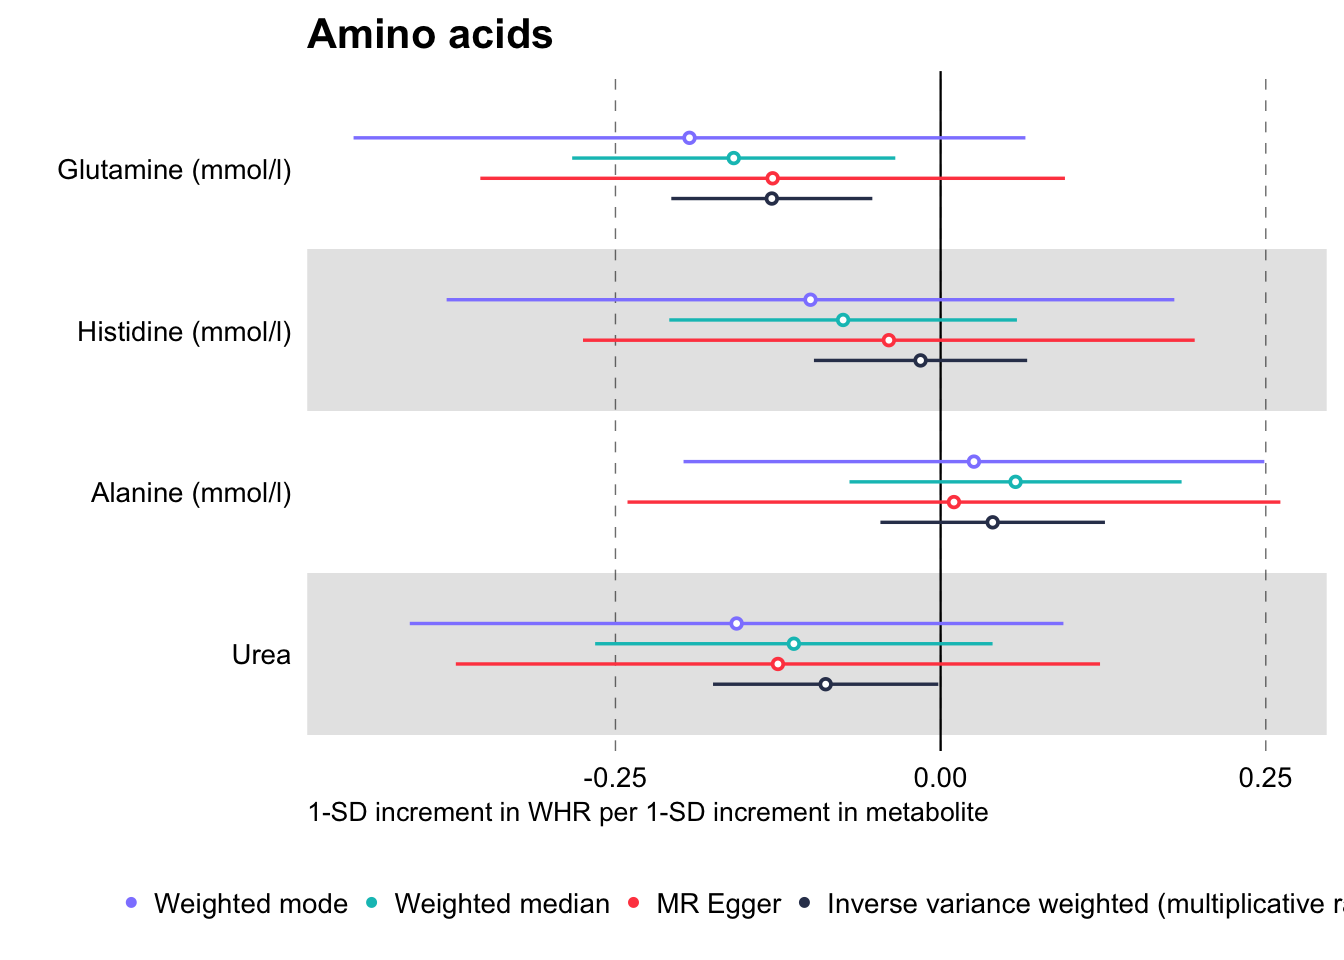 Amino acids
Glutamine (mmol/l)
Histidine (mmol/l)
Alanine (mmol/l)
Urea
-0.25 0.00 0.25
1-SD increment in WHR per 1-SD increment in metabolite
Weighted mode Weighted median MR Egger Inverse variance weighted (multiplicative